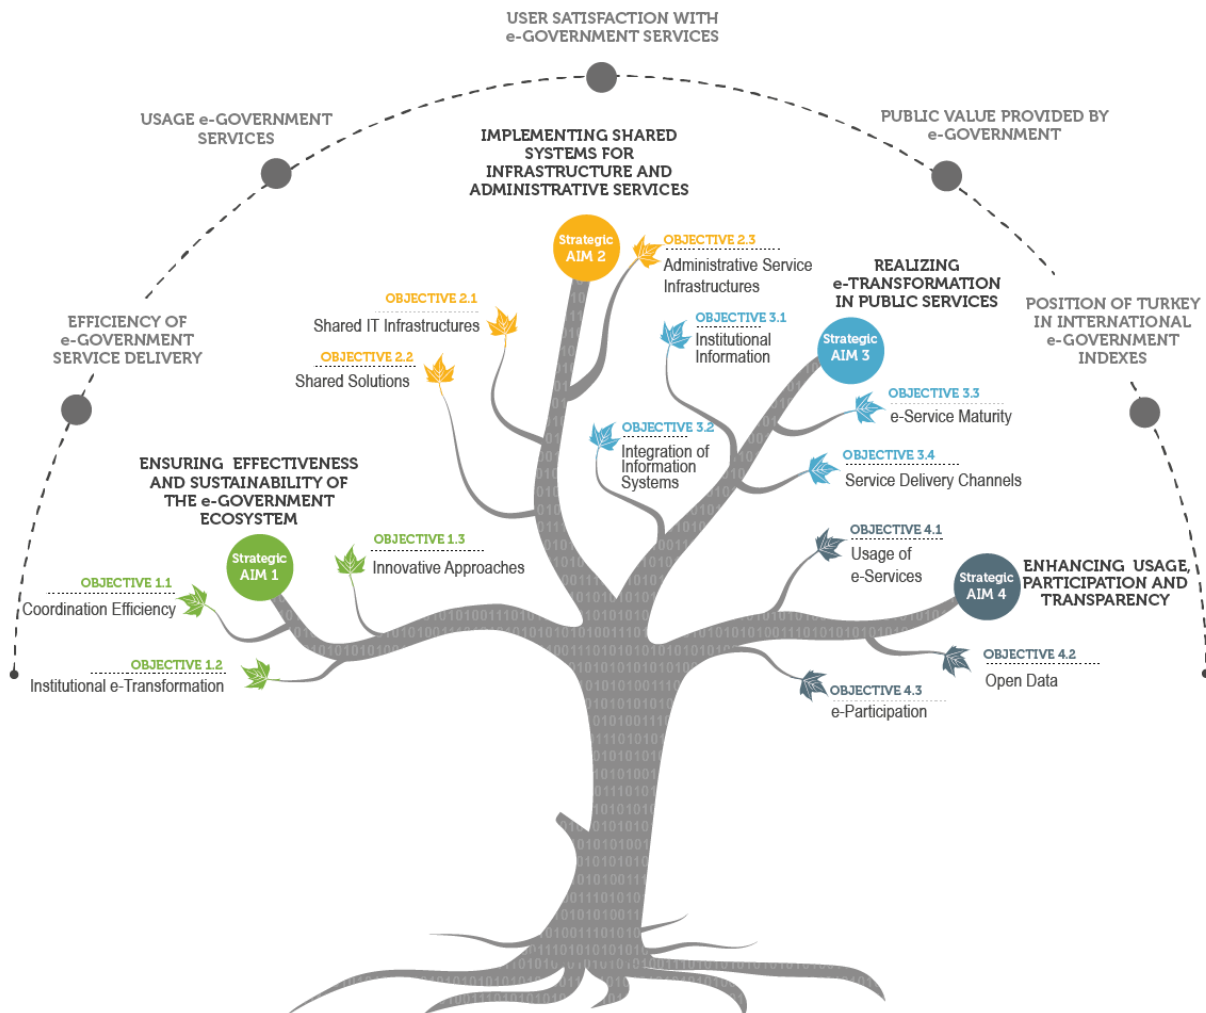 USER SATISFACTION WITH
e-GOVERNMENT SERVICES
USAGE e-GOVERNMENT
SERVICES
PUBLIC VALUE PROVIDED BY
e-GOVERNMENT
EFFICIENCY OF
e-GOVERNMENT
SERVICE DELIVERY
POSITION OF TURKEY
IN INTERNATIONAL
e-GOVERNMENT
INDEXES
ENSURING EFFECTIVENESS
AND SUSTAINABILITY OF
THE e-GOVERNMENT
ECOSYSTEM
Strategic
AIM 1
OBJECTIVE 1.1
Coordination Efficiency
OBJECTIVE 1.2
Institutional e-Transformation
OBJECTIVE 1.3
Innovative Approaches
IMPLEMENTING SHARED
SYSTEMS FOR
INFRASTRUCTURE AND
ADMINISTRATIVE SERVICES
Strategic
AIM 2
OBJECTIVE 2.1
Shared IT Infrastructures
OBJECTIVE 2.2
Shared Solutions
OBJECTIVE 2.3
Administrative Service
Infrastructures
REALIZING
e-TRANSFORMATION
IN PUBLIC SERVICES
Strategic
AIM 3
OBJECTIVE 3.1
Institutional
Information
OBJECTIVE 3.2
Integration of
Information
Systems
OBJECTIVE 3.3
e-Service Maturity
OBJECTIVE 3.4
Service Delivery Channels
ENHANCING USAGE,
PARTICIPATION AND
TRANSPARENCY
Strategic
AIM 4
OBJECTIVE 4.1
Usage of
e-Services
OBJECTIVE 4.2
Open Data
OBJECTIVE 4.3
e-Participation